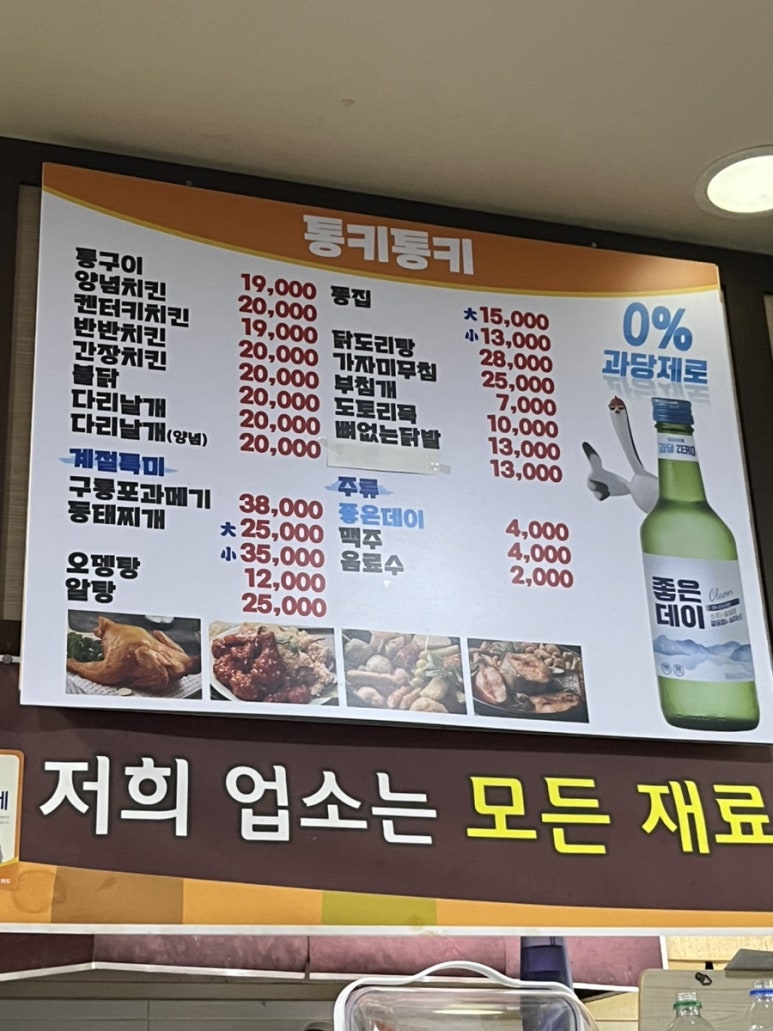 통키통키
통구이 19,000
양념치킨 20,000
켄터키치킨 19,000
반반치킨 20,000
간장치킨 20,000
불닭 20,000
다리날개 20,000
다리날개(양념) 20,000
계절특미
구룡포과메기 38,000
동태찌개 大 25,000
小 35,000
오뎅탕 12,000
알탕 25,000
똥집 大 15,000
小 13,000
닭도리탕 28,000
가자미무침 25,000
부침개 7,000
도토리묵 10,000
뼈없는닭발 13,000
13,000
주류
좋은데이 4,000
맥주 4,000
음료수 2,000
0%
과당제로
과당 ZERO
좋은
데이
저희 업소는 모든 재료